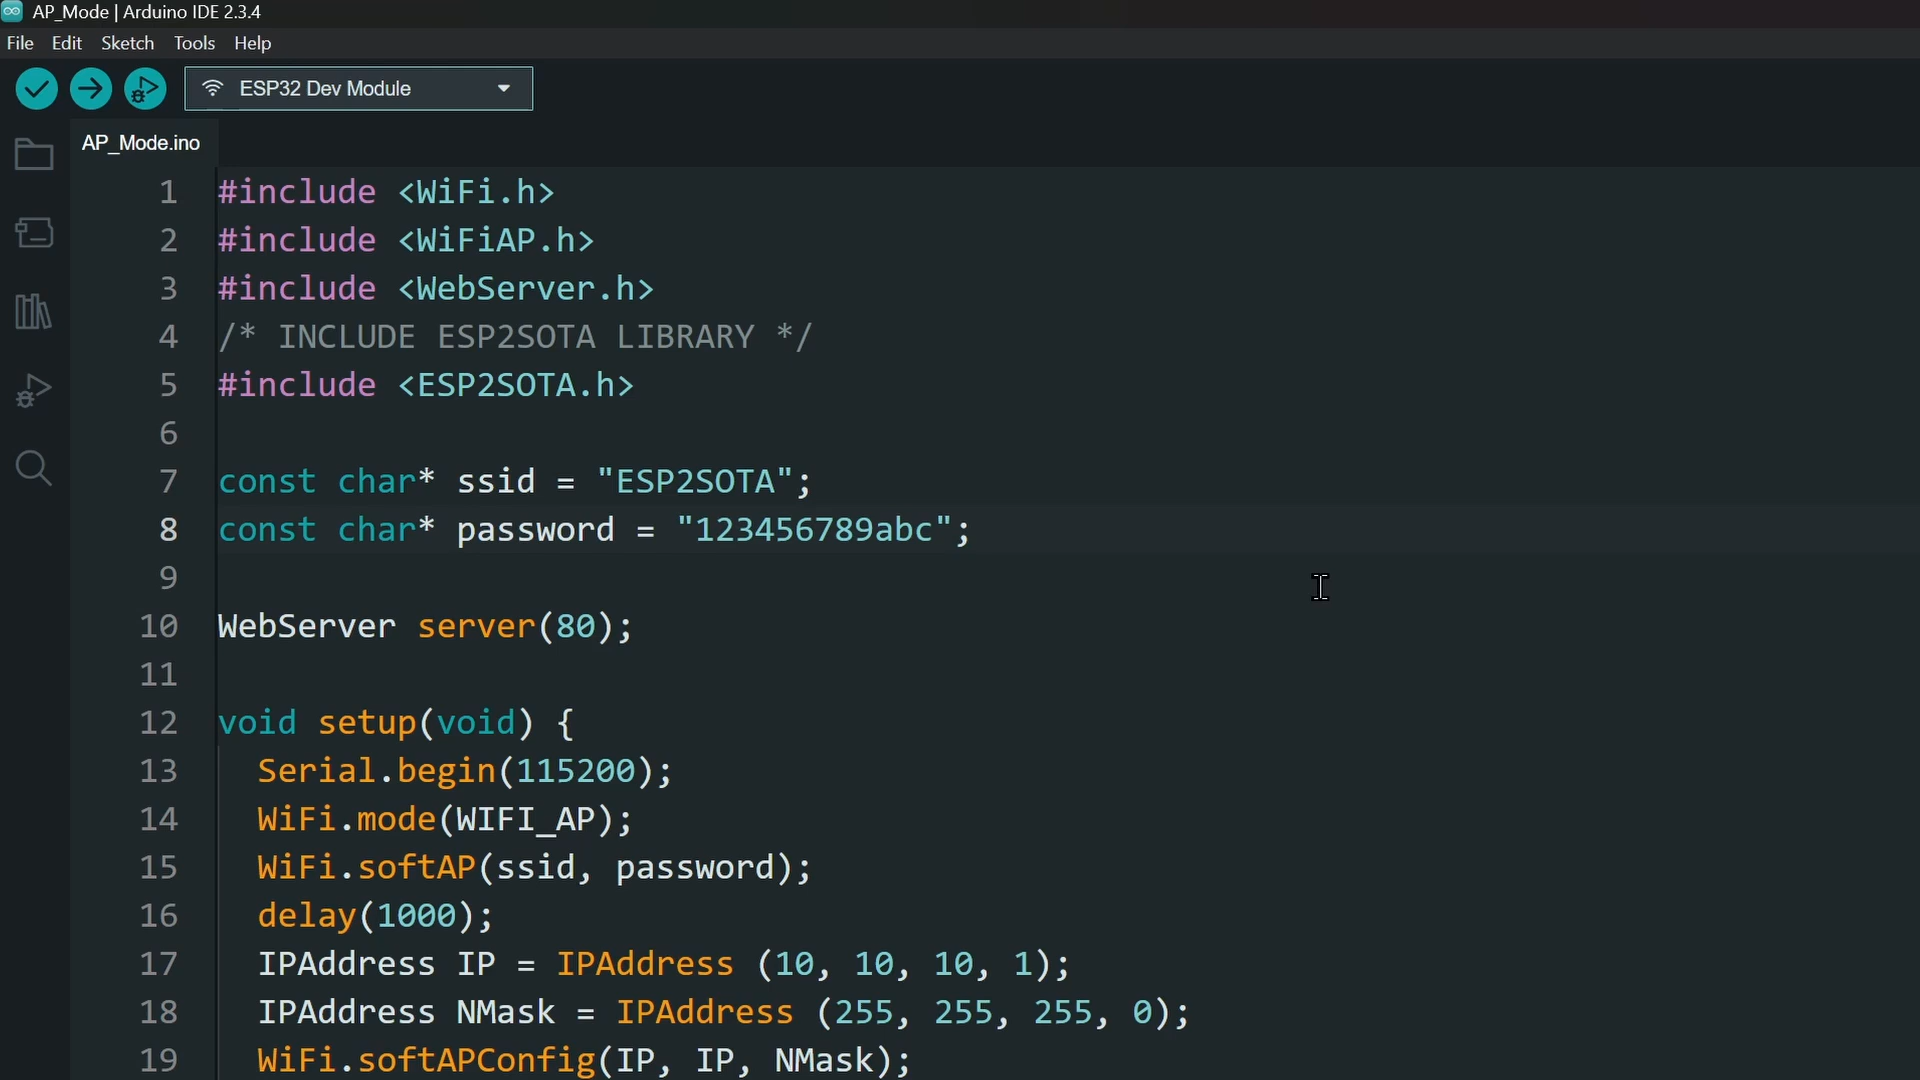 AP_Mode | Arduino IDE 2.3.4
File Edit Sketch Tools Help
ESP32 Dev Module
AP_Mode.ino
1 #include <WiFi.h>
2 #include <WiFiAP.h>
3 #include <WebServer.h>
4 /* INCLUDE ESP2SOTA LIBRARY */
5 #include <ESP2SOTA.h>
6
7 const char* ssid = "ESP2SOTA";
8 const char* password = "123456789abc";
9
10 WebServer server(80);
11
12 void setup(void) {
13 Serial.begin(115200);
14 WiFi.mode(WIFI_AP);
15 WiFi.softAP(ssid, password);
16 delay(1000);
17 IPAddress IP = IPAddress (10, 10, 10, 1);
18 IPAddress NMask = IPAddress (255, 255, 255, 0);
19 WiFi.softAPConfig(IP, IP, NMask);